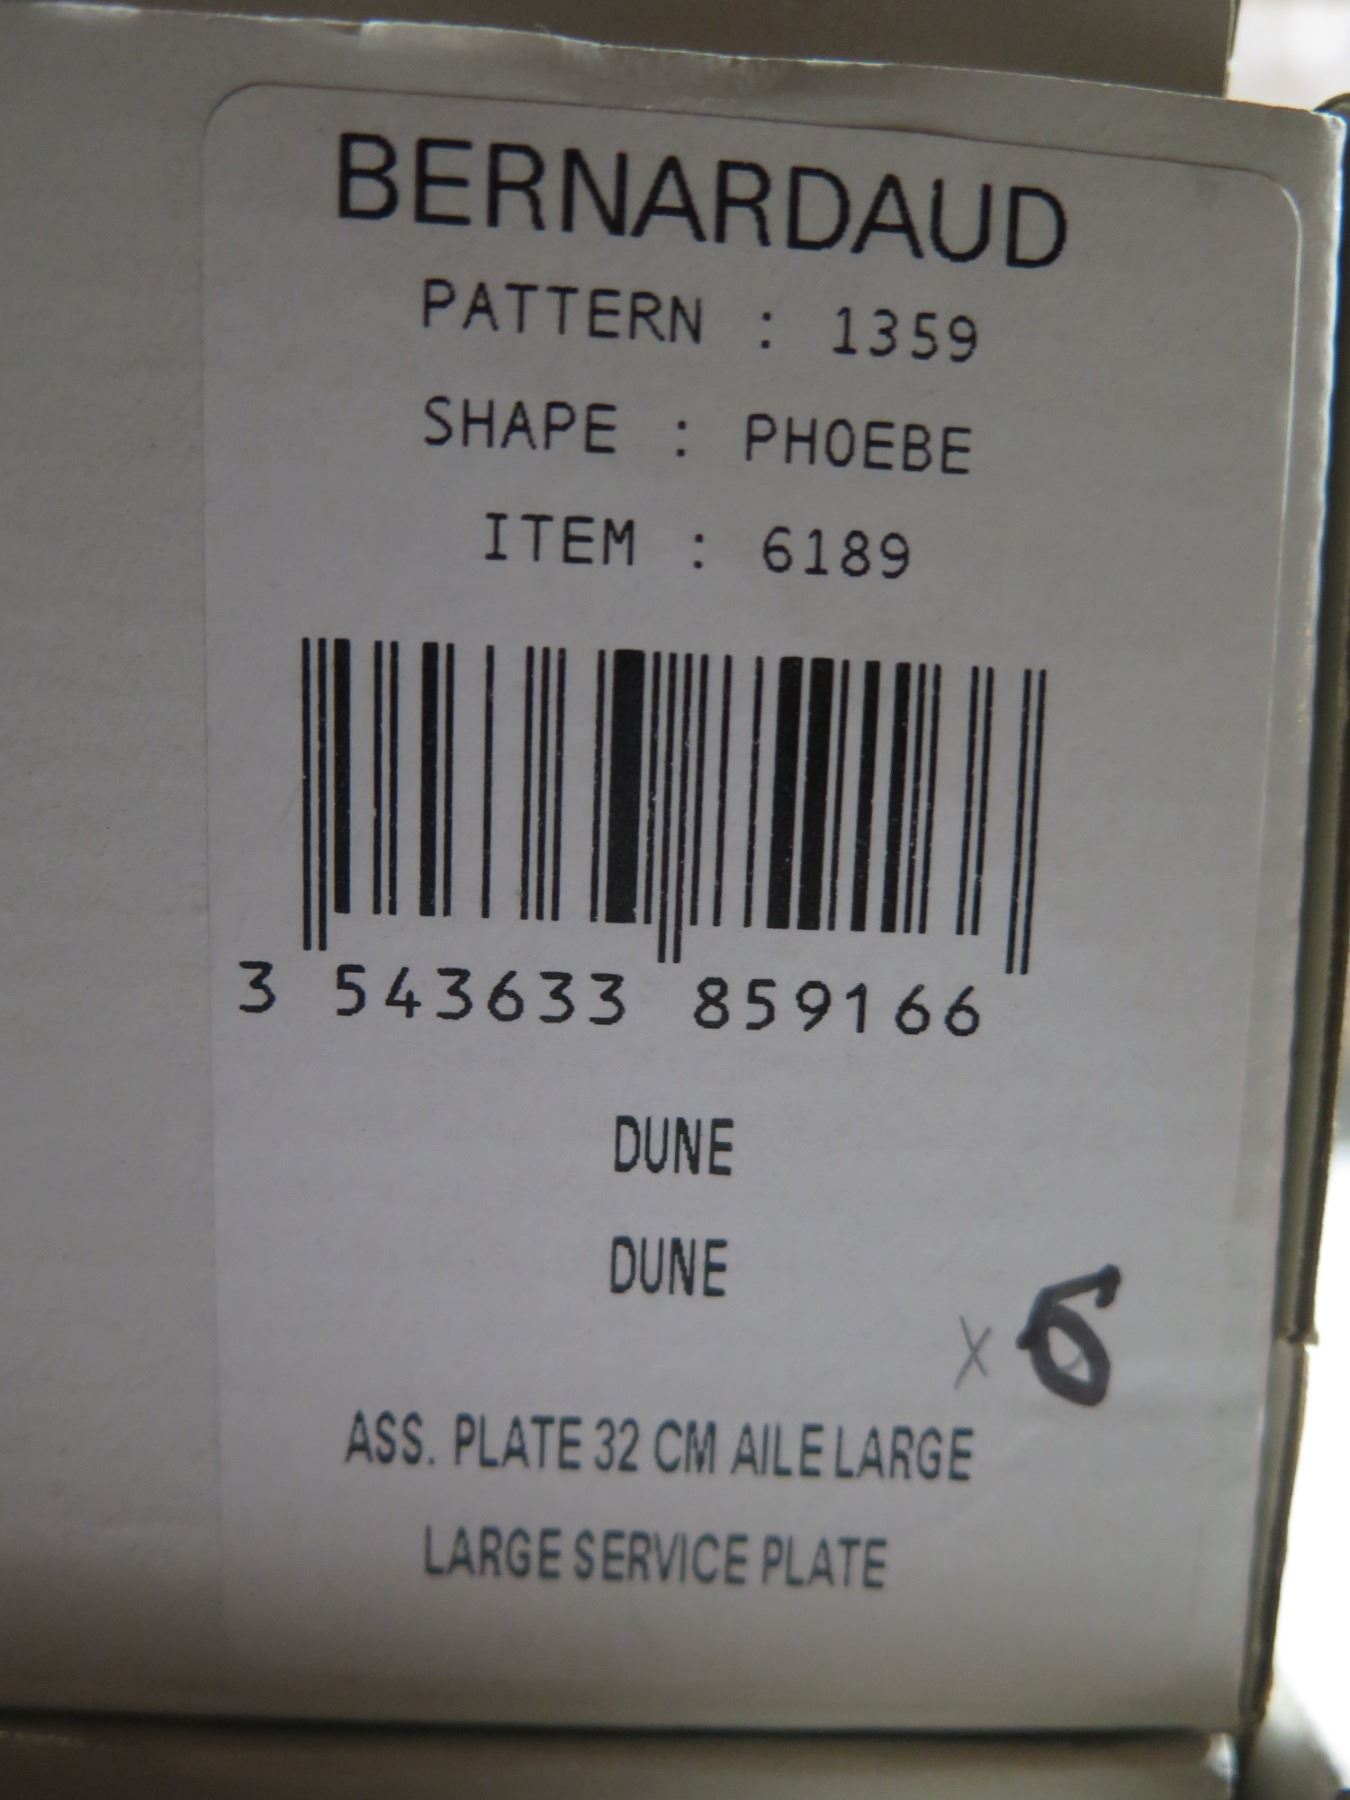 BERNARDAUD
PATTERN : 1359
SHAPE : PHOEBE
ITEM : 6189
3 543633 859166
DUNE
DUNE
x 6
ASS. PLATE 32 CM AILE LARGE
LARGE SERVICE PLATE